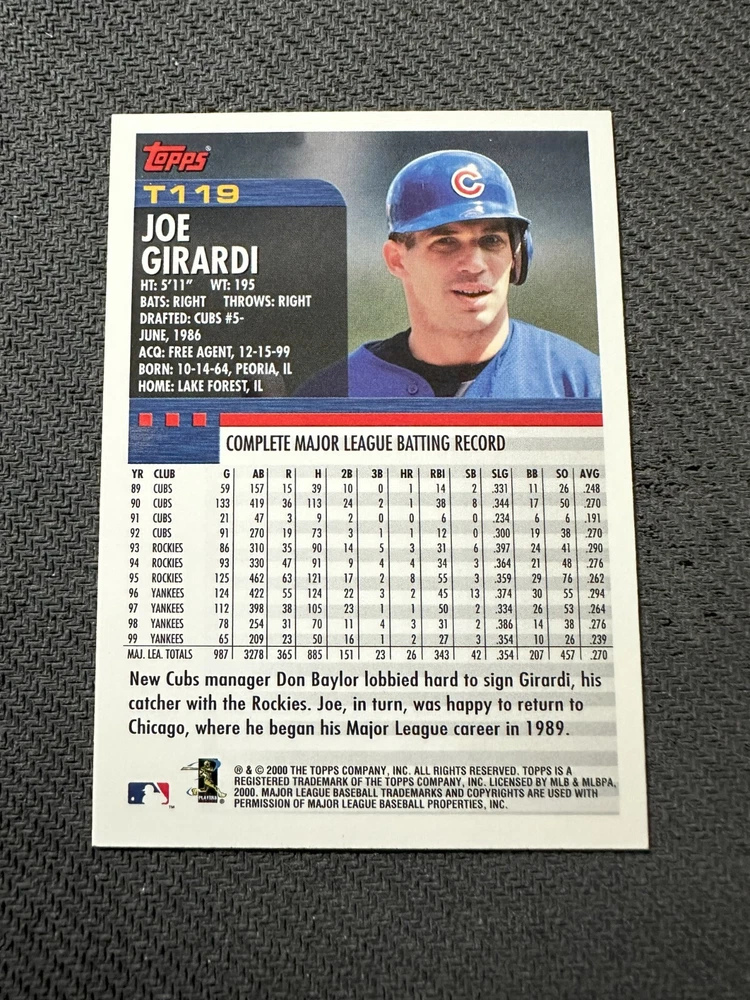 Topps®
T119
JOE
GIRARDI
HT: 5'11" WT: 195
BATS: RIGHT THROWS: RIGHT
DRAFTED: CUBS #5-
JUNE, 1986
ACQ: FREE AGENT, 12-15-99
BORN: 10-14-64, PEORIA, IL
HOME: LAKE FOREST, IL
C
COMPLETE MAJOR LEAGUE BATTING RECORD
YR CLUB G AB R H 2B 3B HR RBI SB SLG BB SO AVG
89 CUBS 59 157 15 39 10 0 1 14 2 .331 11 26 .248
90 CUBS 133 419 36 113 24 2 1 38 8 .344 17 50 .270
91 CUBS 21 47 3 9 2 0 0 6 0 .234 6 6 .191
92 CUBS 91 270 19 73 3 1 1 12 0 .300 19 38 .270
93 ROCKIES 86 310 35 90 14 5 3 31 6 .397 24 41 .290
94 ROCKIES 93 330 47 91 9 4 4 34 3 .364 21 48 .276
95 ROCKIES 125 462 63 121 17 2 8 55 3 .359 29 76 .262
96 YANKEES 124 422 55 124 22 3 2 45 13 .374 30 55 .294
97 YANKEES 112 398 38 105 23 1 1 50 2 .334 26 53 .264
98 YANKEES 78 254 31 70 11 4 3 31 2 .386 14 38 .276
99 YANKEES 65 209 23 50 16 1 2 27 3 .354 10 26 .239
MAJ. LEA. TOTALS 987 3278 365 885 151 23 26 343 42 .354 207 457 .270
New Cubs manager Don Baylor lobbied hard to sign Girardi, his
catcher with the Rockies. Joe, in turn, was happy to return to
Chicago, where he began his Major League career in 1989.
® & © 2000 THE TOPPS COMPANY, INC. ALL RIGHTS RESERVED. TOPPS IS A
REGISTERED TRADEMARK OF THE TOPPS COMPANY, INC. LICENSED BY MLB & MLBPA,
2000. MAJOR LEAGUE BASEBALL TRADEMARKS AND COPYRIGHTS ARE USED WITH
PERMISSION OF MAJOR LEAGUE BASEBALL PROPERTIES, INC.
PLAYERS